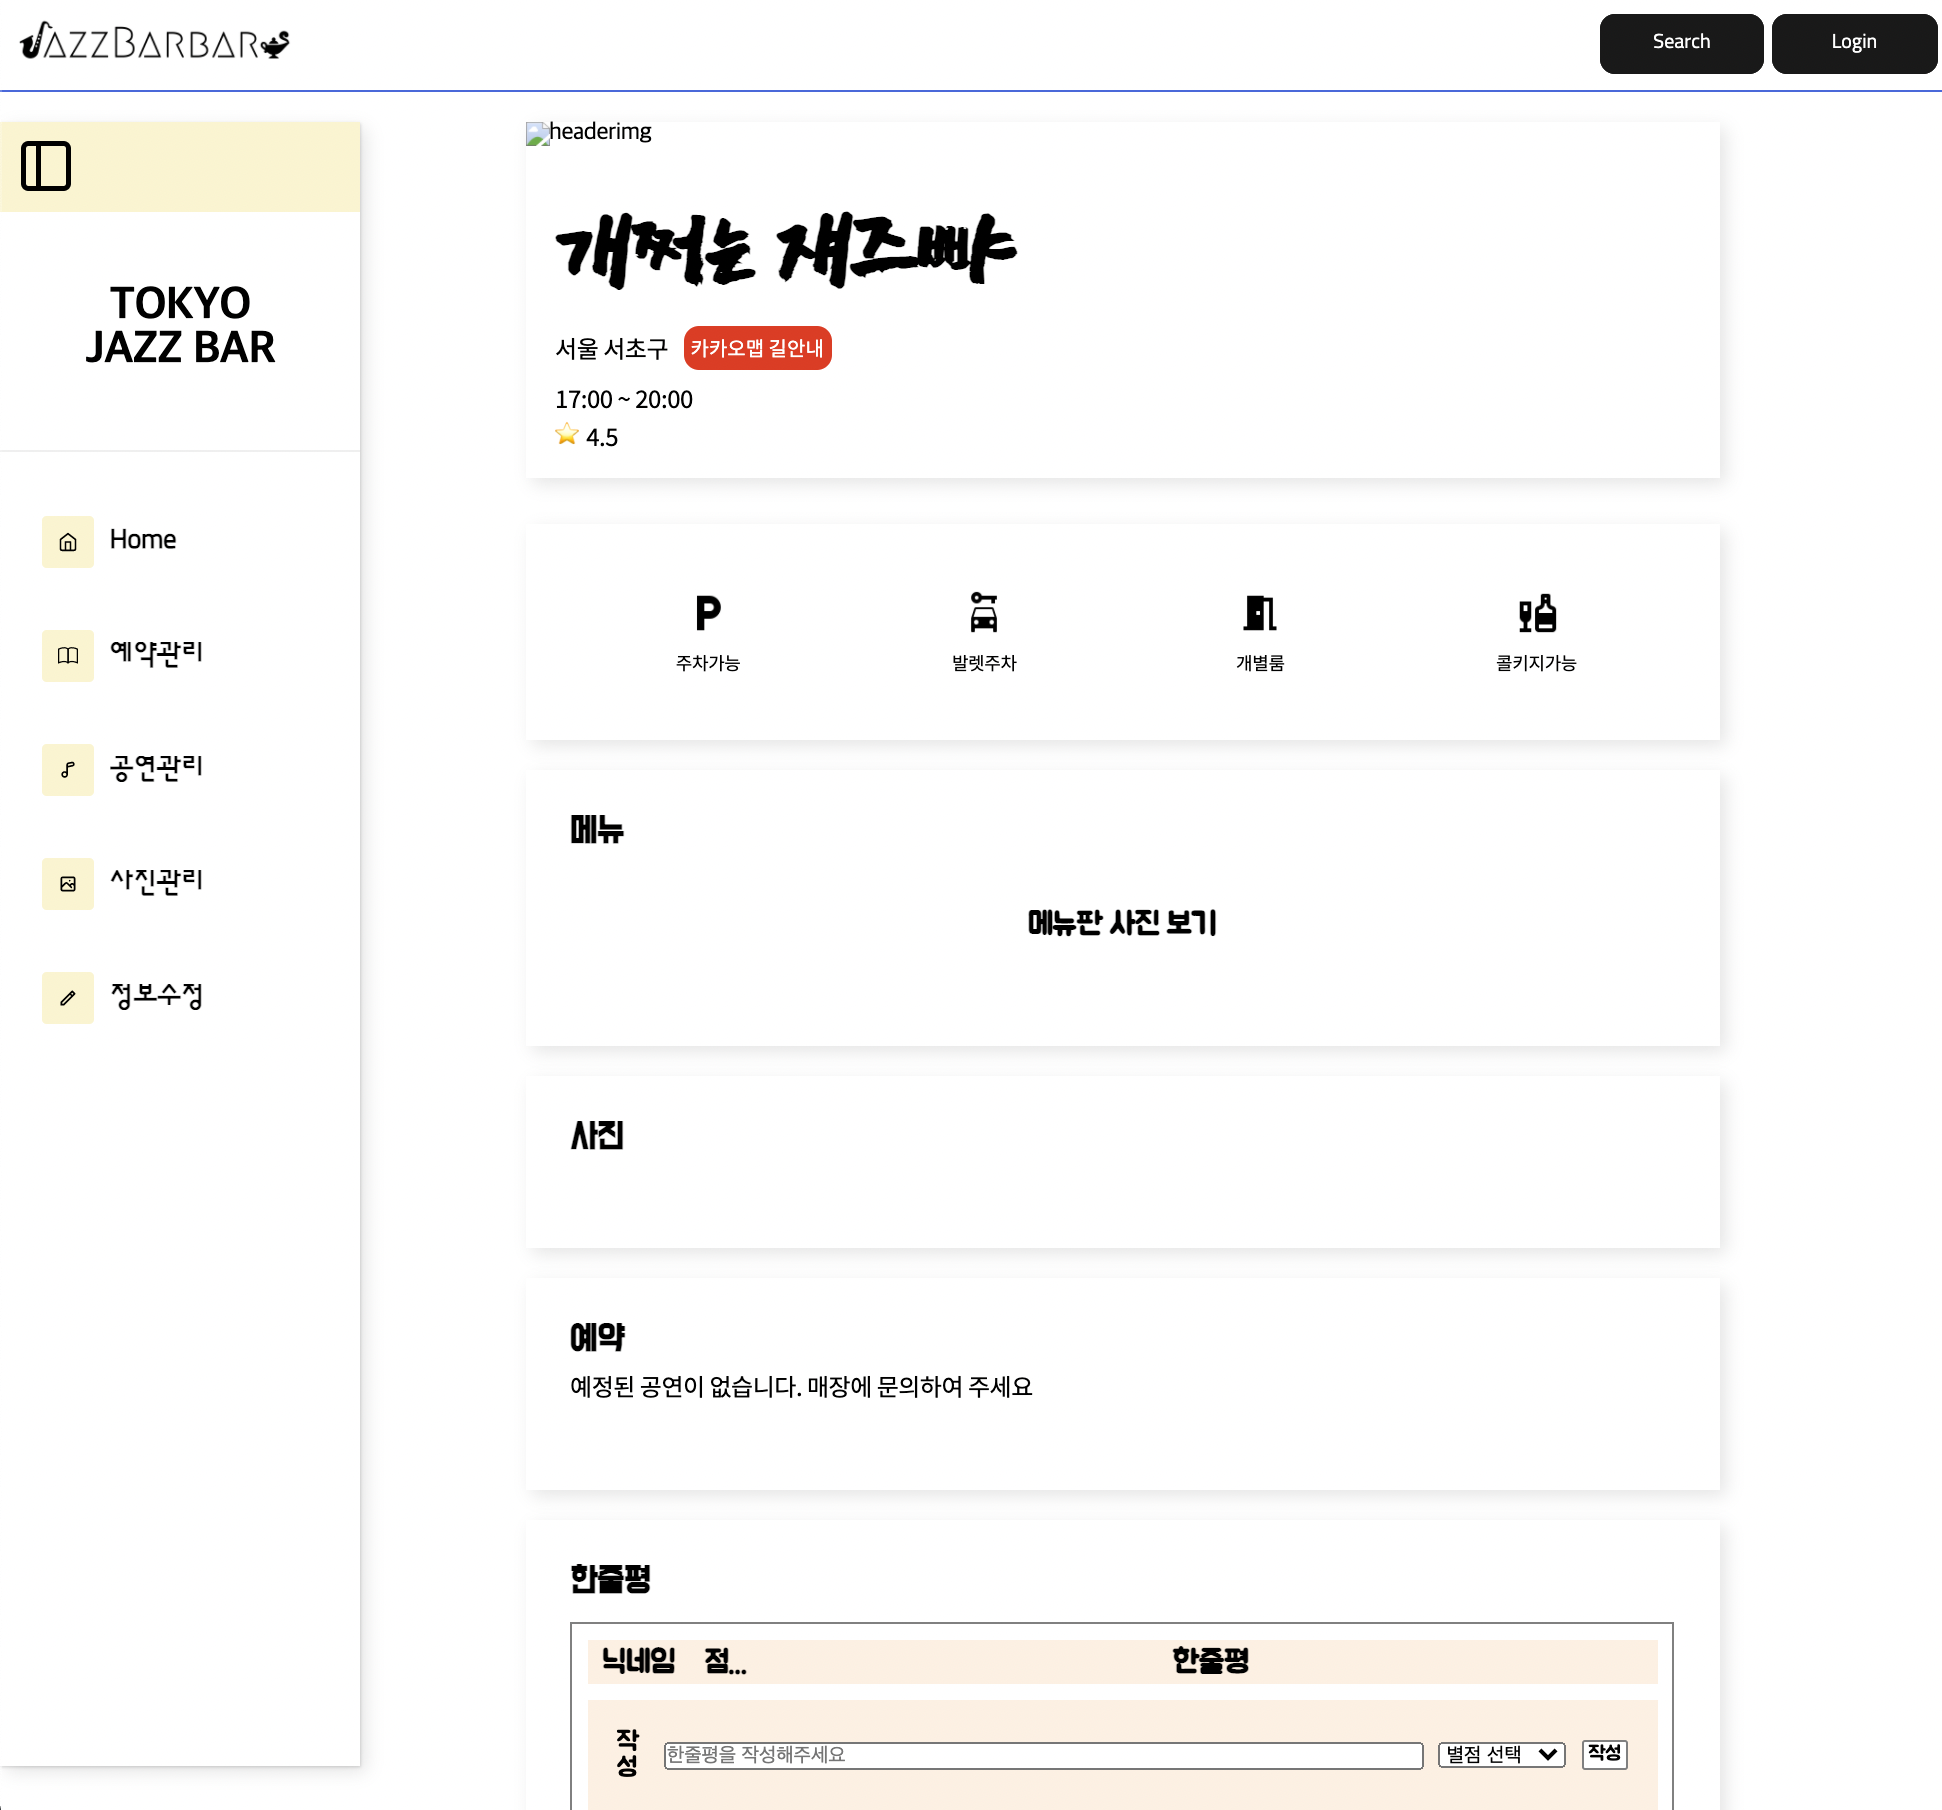 JAZZBARBAR
Search
Login
TOKYO
JAZZ BAR
Home
예약관리
공연관리
사진관리
정보수정
headerimg
개쩌는 재즈빠
서울 서초구 카카오맵 길안내
17:00 ~ 20:00
4.5
P
주차가능
발렛주차
개별룸
콜키지가능
메뉴
메뉴판 사진 보기
사진
예약
예정된 공연이 없습니다. 매장에 문의하여 주세요
한줄평
닉네임 점... 한줄평
작성 한줄평을 작성해주세요 별점 선택 작성